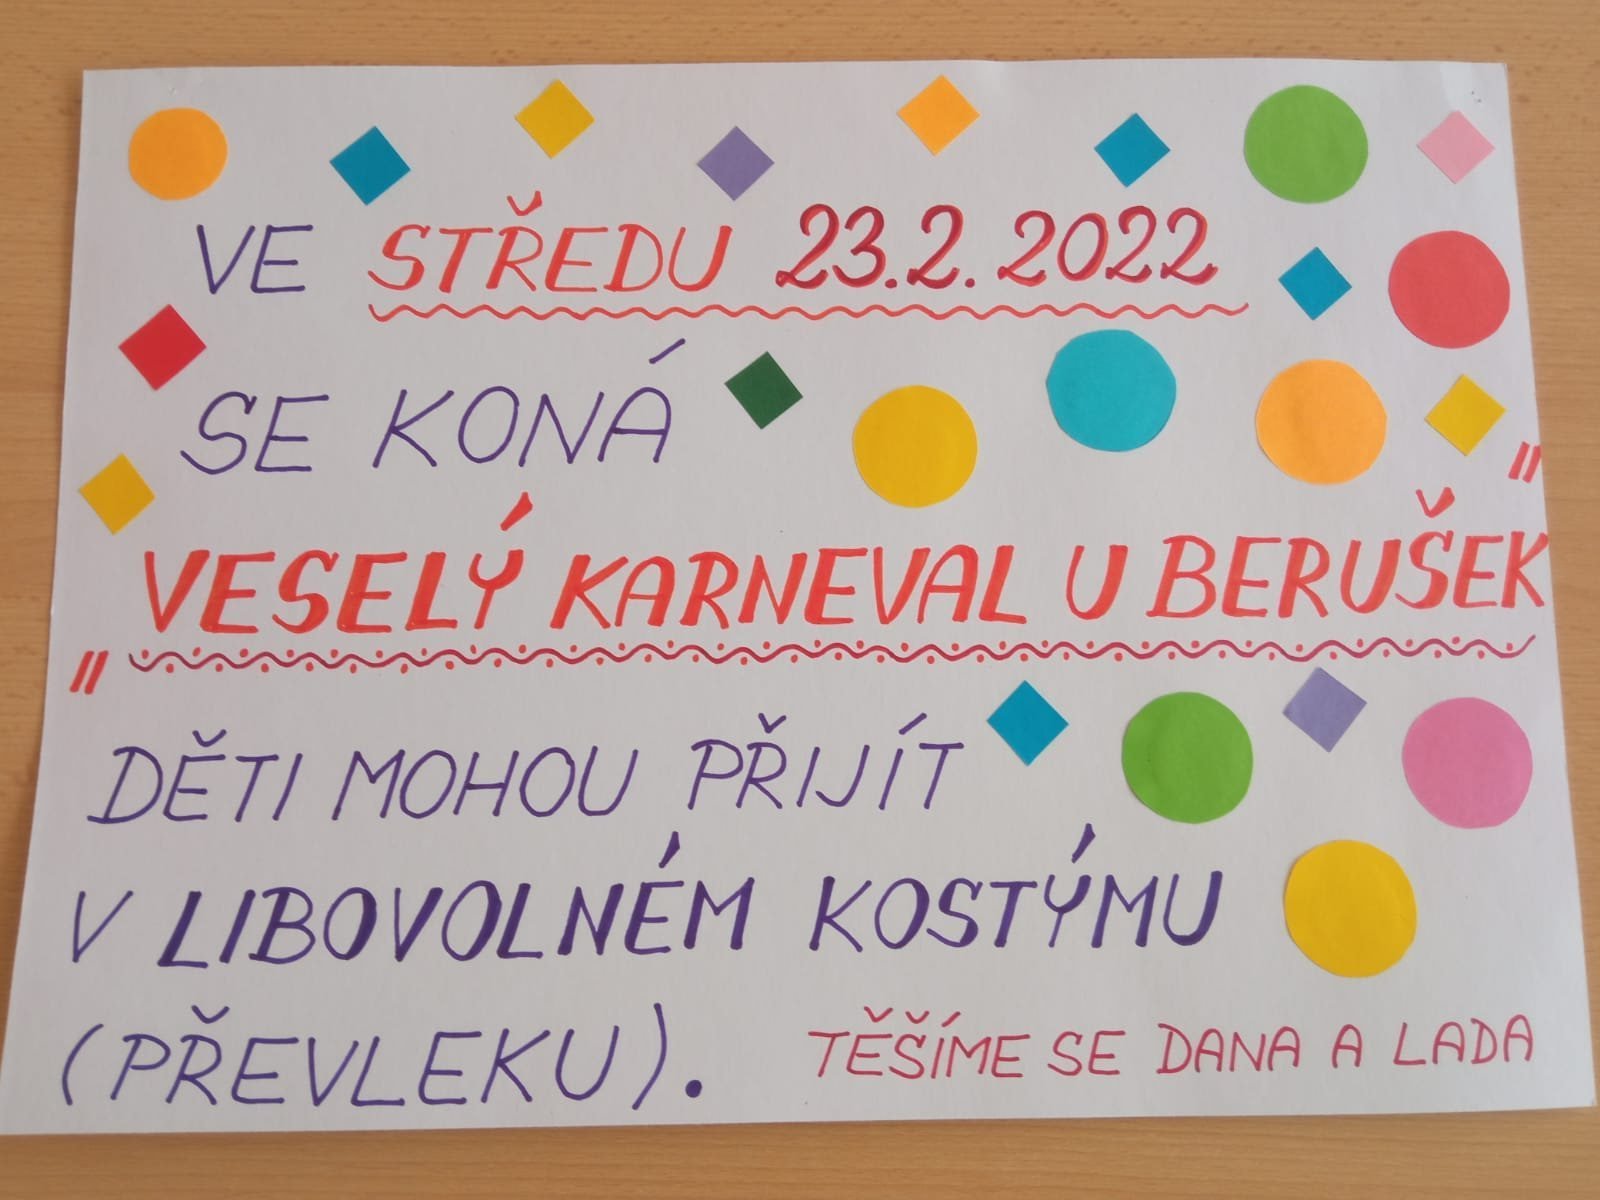 VE STŘEDU 23.2.2022
SE KONÁ
"VESELÝ KARNEVAL U BERUŠEK"
DĚTI MOHOU PŘIJÍT
V LIBOVOLNÉM KOSTÝMU
(PŘEVLEKU).
TĚŠÍME SE DANA A LADA